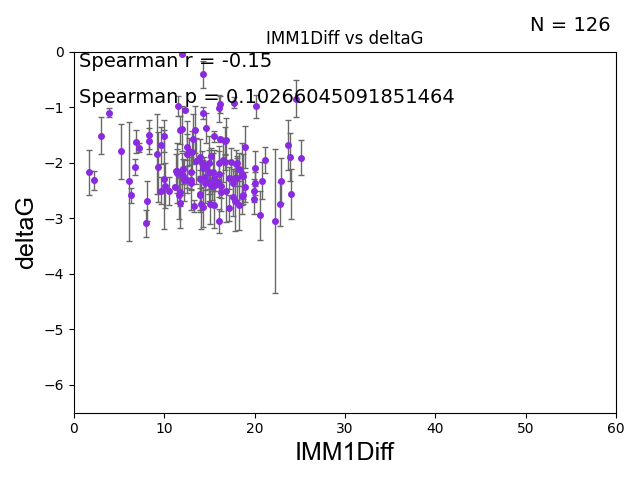 N = 126
IMM1Diff vs deltaG
Spearman r = -0.15
Spearman p = 0.10266045091851464
deltaG
0
−1
−2
−3
−4
−5
−6
0 10 20 30 40 50 60
IMM1Diff